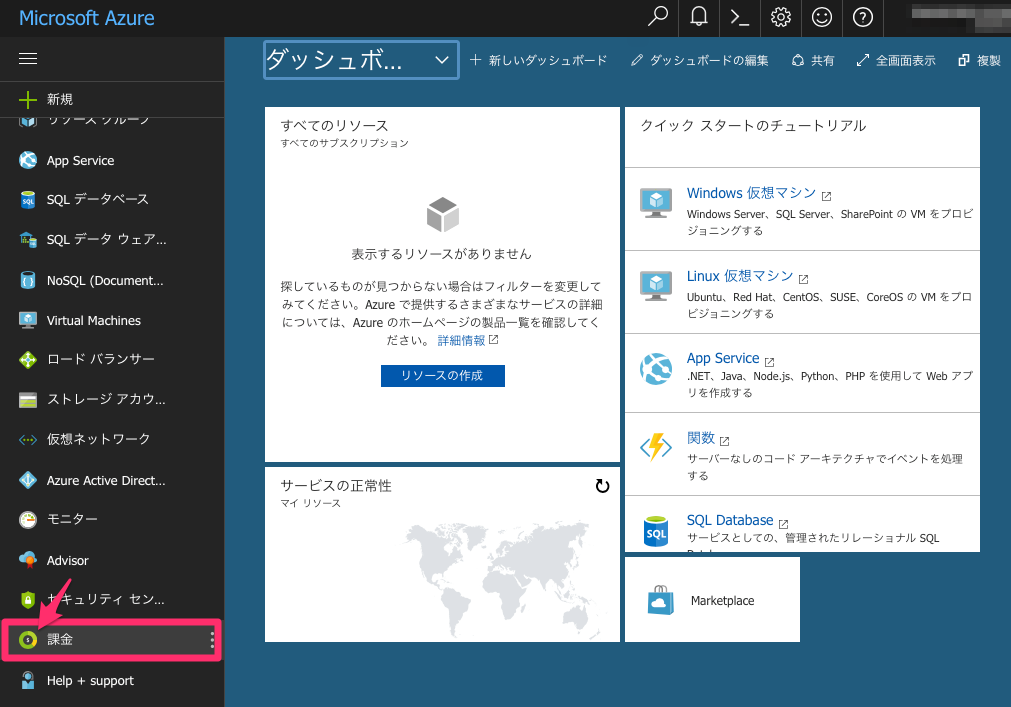 Microsoft Azure
ダッシュボ...
新しいダッシュボード
ダッシュボードの編集
共有
全画面表示
複製
新規
リソース グループ
App Service
SQL データベース
SQL データ ウェア...
NoSQL (Document...
Virtual Machines
ロード バランサー
ストレージ アカウ...
仮想ネットワーク
Azure Active Direct...
モニター
Advisor
セキュリティ セン...
課金
Help + support
すべてのリソース
すべてのサブスクリプション
表示するリソースがありません
探しているものが見つからない場合はフィルターを変更して
みてください。Azure で提供するさまざまなサービスの詳細
については、Azure のホームページの製品一覧を確認してく
ださい。 詳細情報
リソースの作成
サービスの正常性
マイ リソース
クイック スタートのチュートリアル
Windows 仮想マシン
Windows Server、SQL Server、SharePoint の VM をプロビ
ジョニングする
Linux 仮想マシン
Ubuntu、Red Hat、CentOS、SUSE、CoreOS の VM をプロ
ビジョニングする
App Service
.NET、Java、Node.js、Python、PHP を使用して Web アプ
リを作成する
関数
サーバーなしのコード アーキテクチャでイベントを処理
する
SQL Database
サービスとしての、管理されたリレーショナル SQL
Marketplace